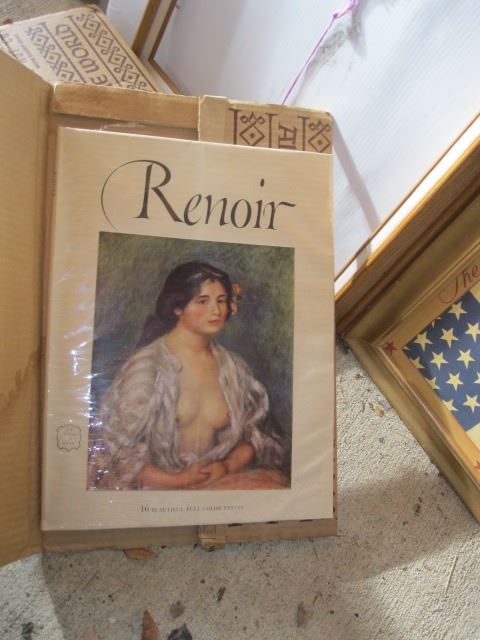 E WORLD
Renoir
16 BEAUTIFUL FULL COLOR PRINTS
The